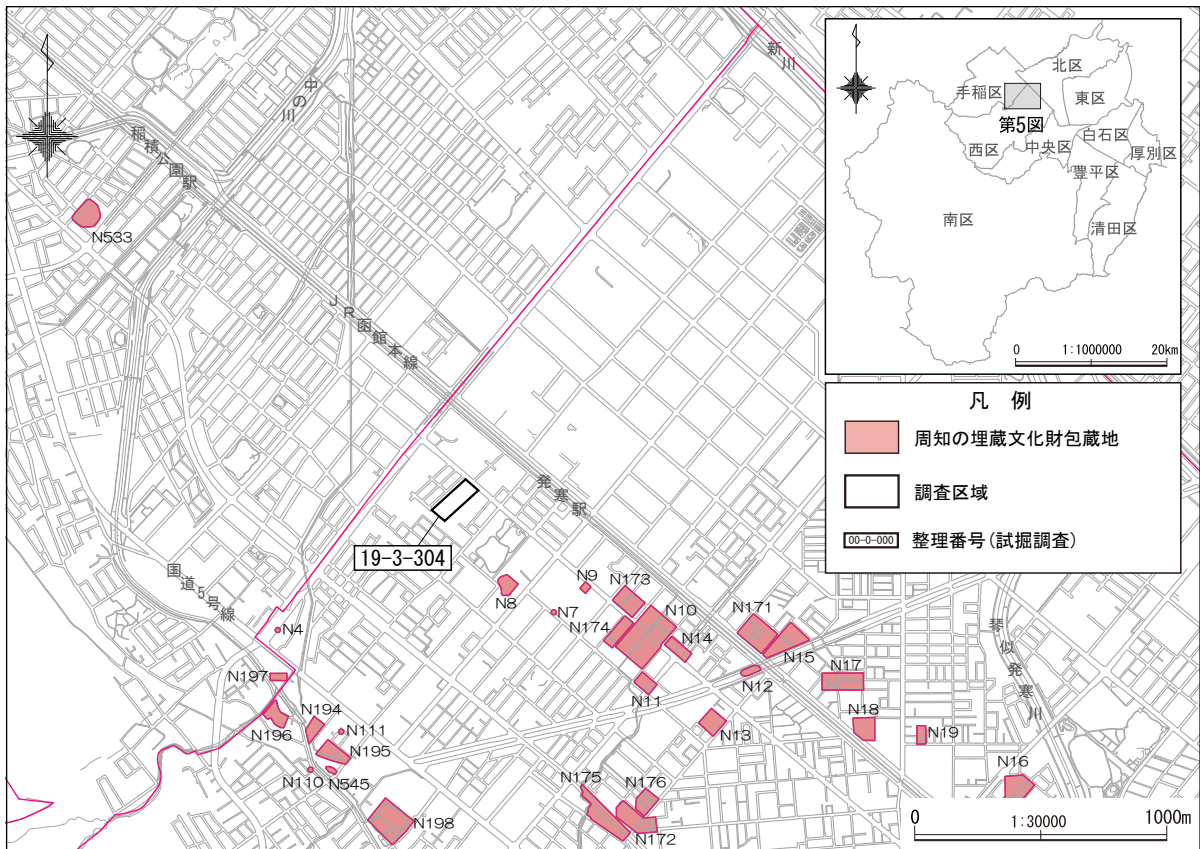 新川
中の川
稲積公園駅
N533
JR函館本線
発寒駅
19-3-304
国道5号線
N4
N197
N196
N194
N111
N195
N110
N545
N198
N8
N7
N9
N173
N174
N10
N14
N11
N171
N15
N12
N13
N17
N18
N19
N16
N175
N176
N172
琴似発寒川
手稲区
北区
東区
第5図
西区
中央区
白石区
厚別区
豊平区
南区
清田区
0 1:1000000 20km
凡 例
周知の埋蔵文化財包蔵地
調査区域
00-0-000 整理番号(試掘調査)
0 1:30000 1000m